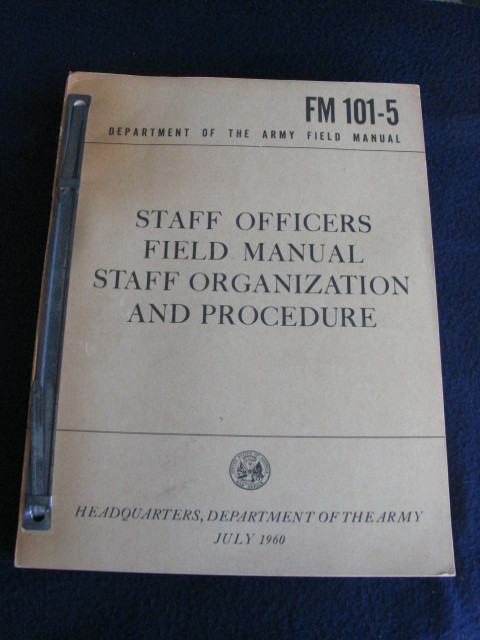 FM 101-5
DEPARTMENT OF THE ARMY FIELD MANUAL
STAFF OFFICERS
FIELD MANUAL
STAFF ORGANIZATION
AND PROCEDURE
HEADQUARTERS, DEPARTMENT OF THE ARMY
JULY 1960